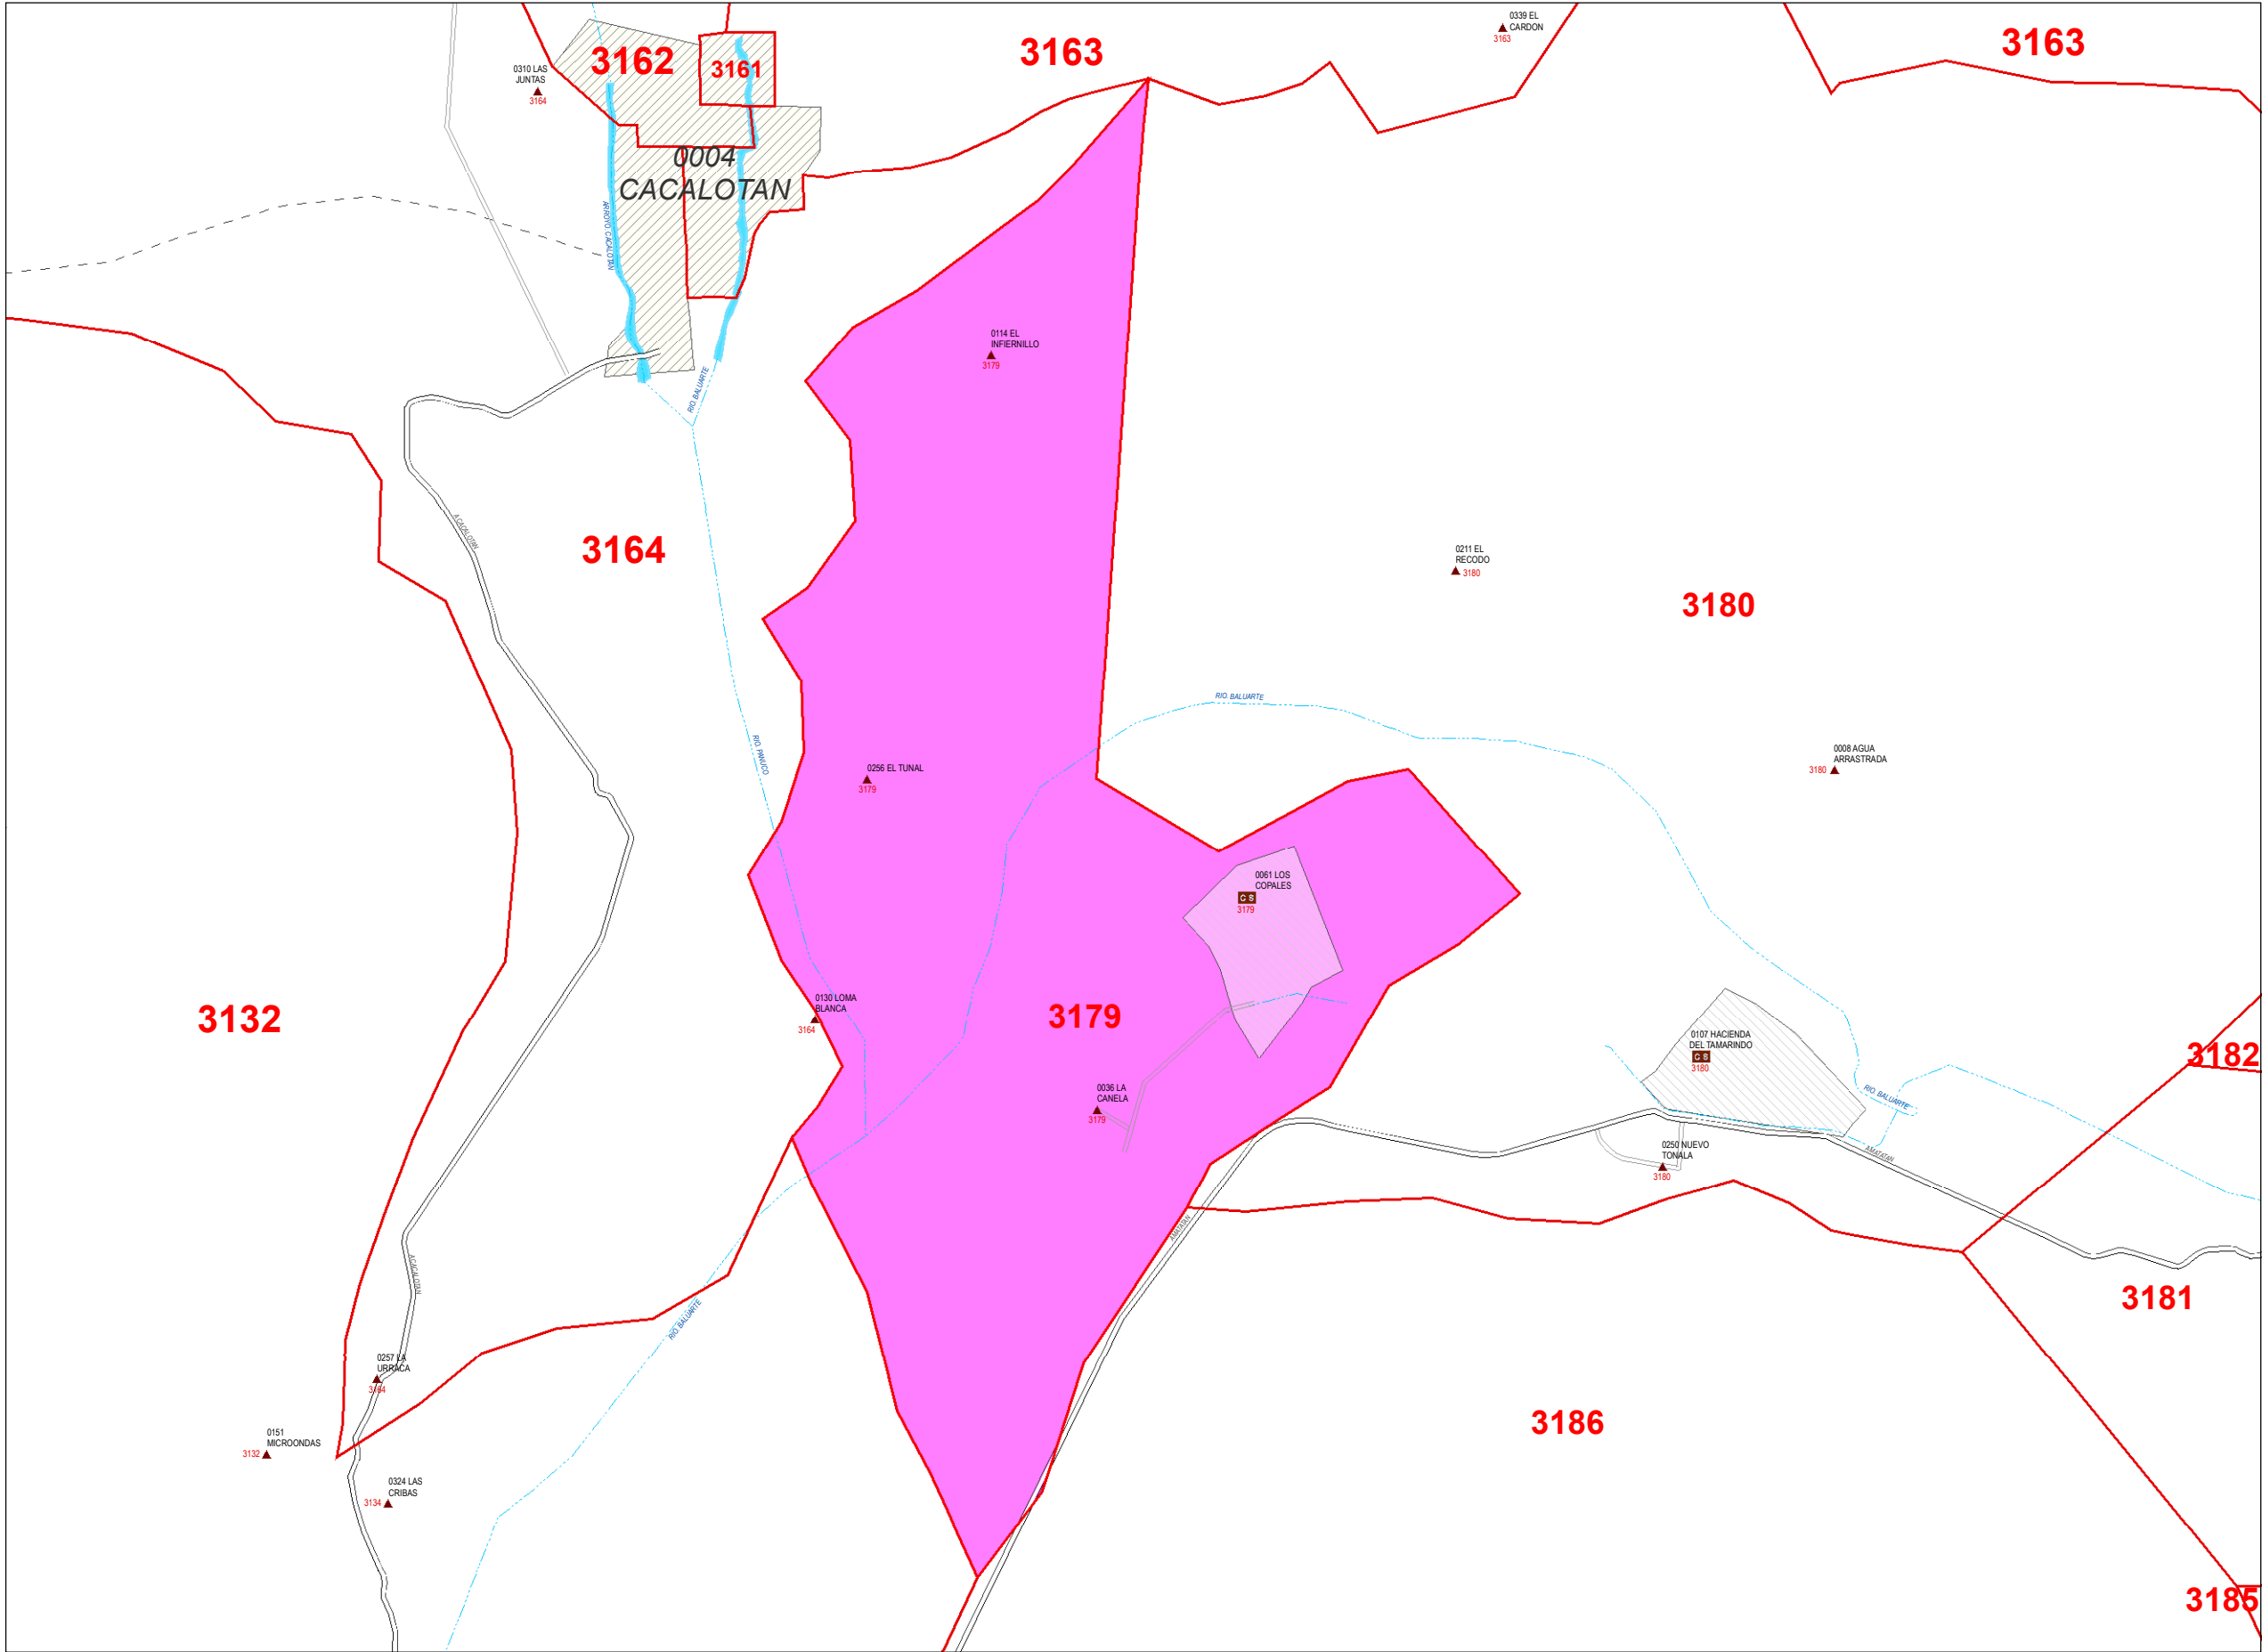 0339 EL
CARDON
3163
3163
3163
3162
3161
0310 LAS
JUNTAS
3164
0004
CACALOTAN
ARROYO. CACALOTAN
0114 EL
INFIERNILLO
3179
RIO. BALUARTE
A CACALOTAN
3164
0211 EL
RECODO
3180
3180
RIO. BALUARTE
RIO. PANUCO
0008 AGUA
ARRASTRADA
3180
0256 EL TUNAL
3179
0061 LOS
COPALES
C S
3179
0130 LOMA
BLANCA
3164
3132
3179
0107 HACIENDA
DEL TAMARINDO
C S
3180
3182
0036 LA
CANELA
3179
RIO. BALUARTE
0250 NUEVO
TONALA
3180
A MATATAN
A MATATAN
A CACALOTAN
3181
RIO. BALUARTE
0257 LA
URRACA
3164
3186
0151
MICROONDAS
3132
0324 LAS
CRIBAS
3134
3185